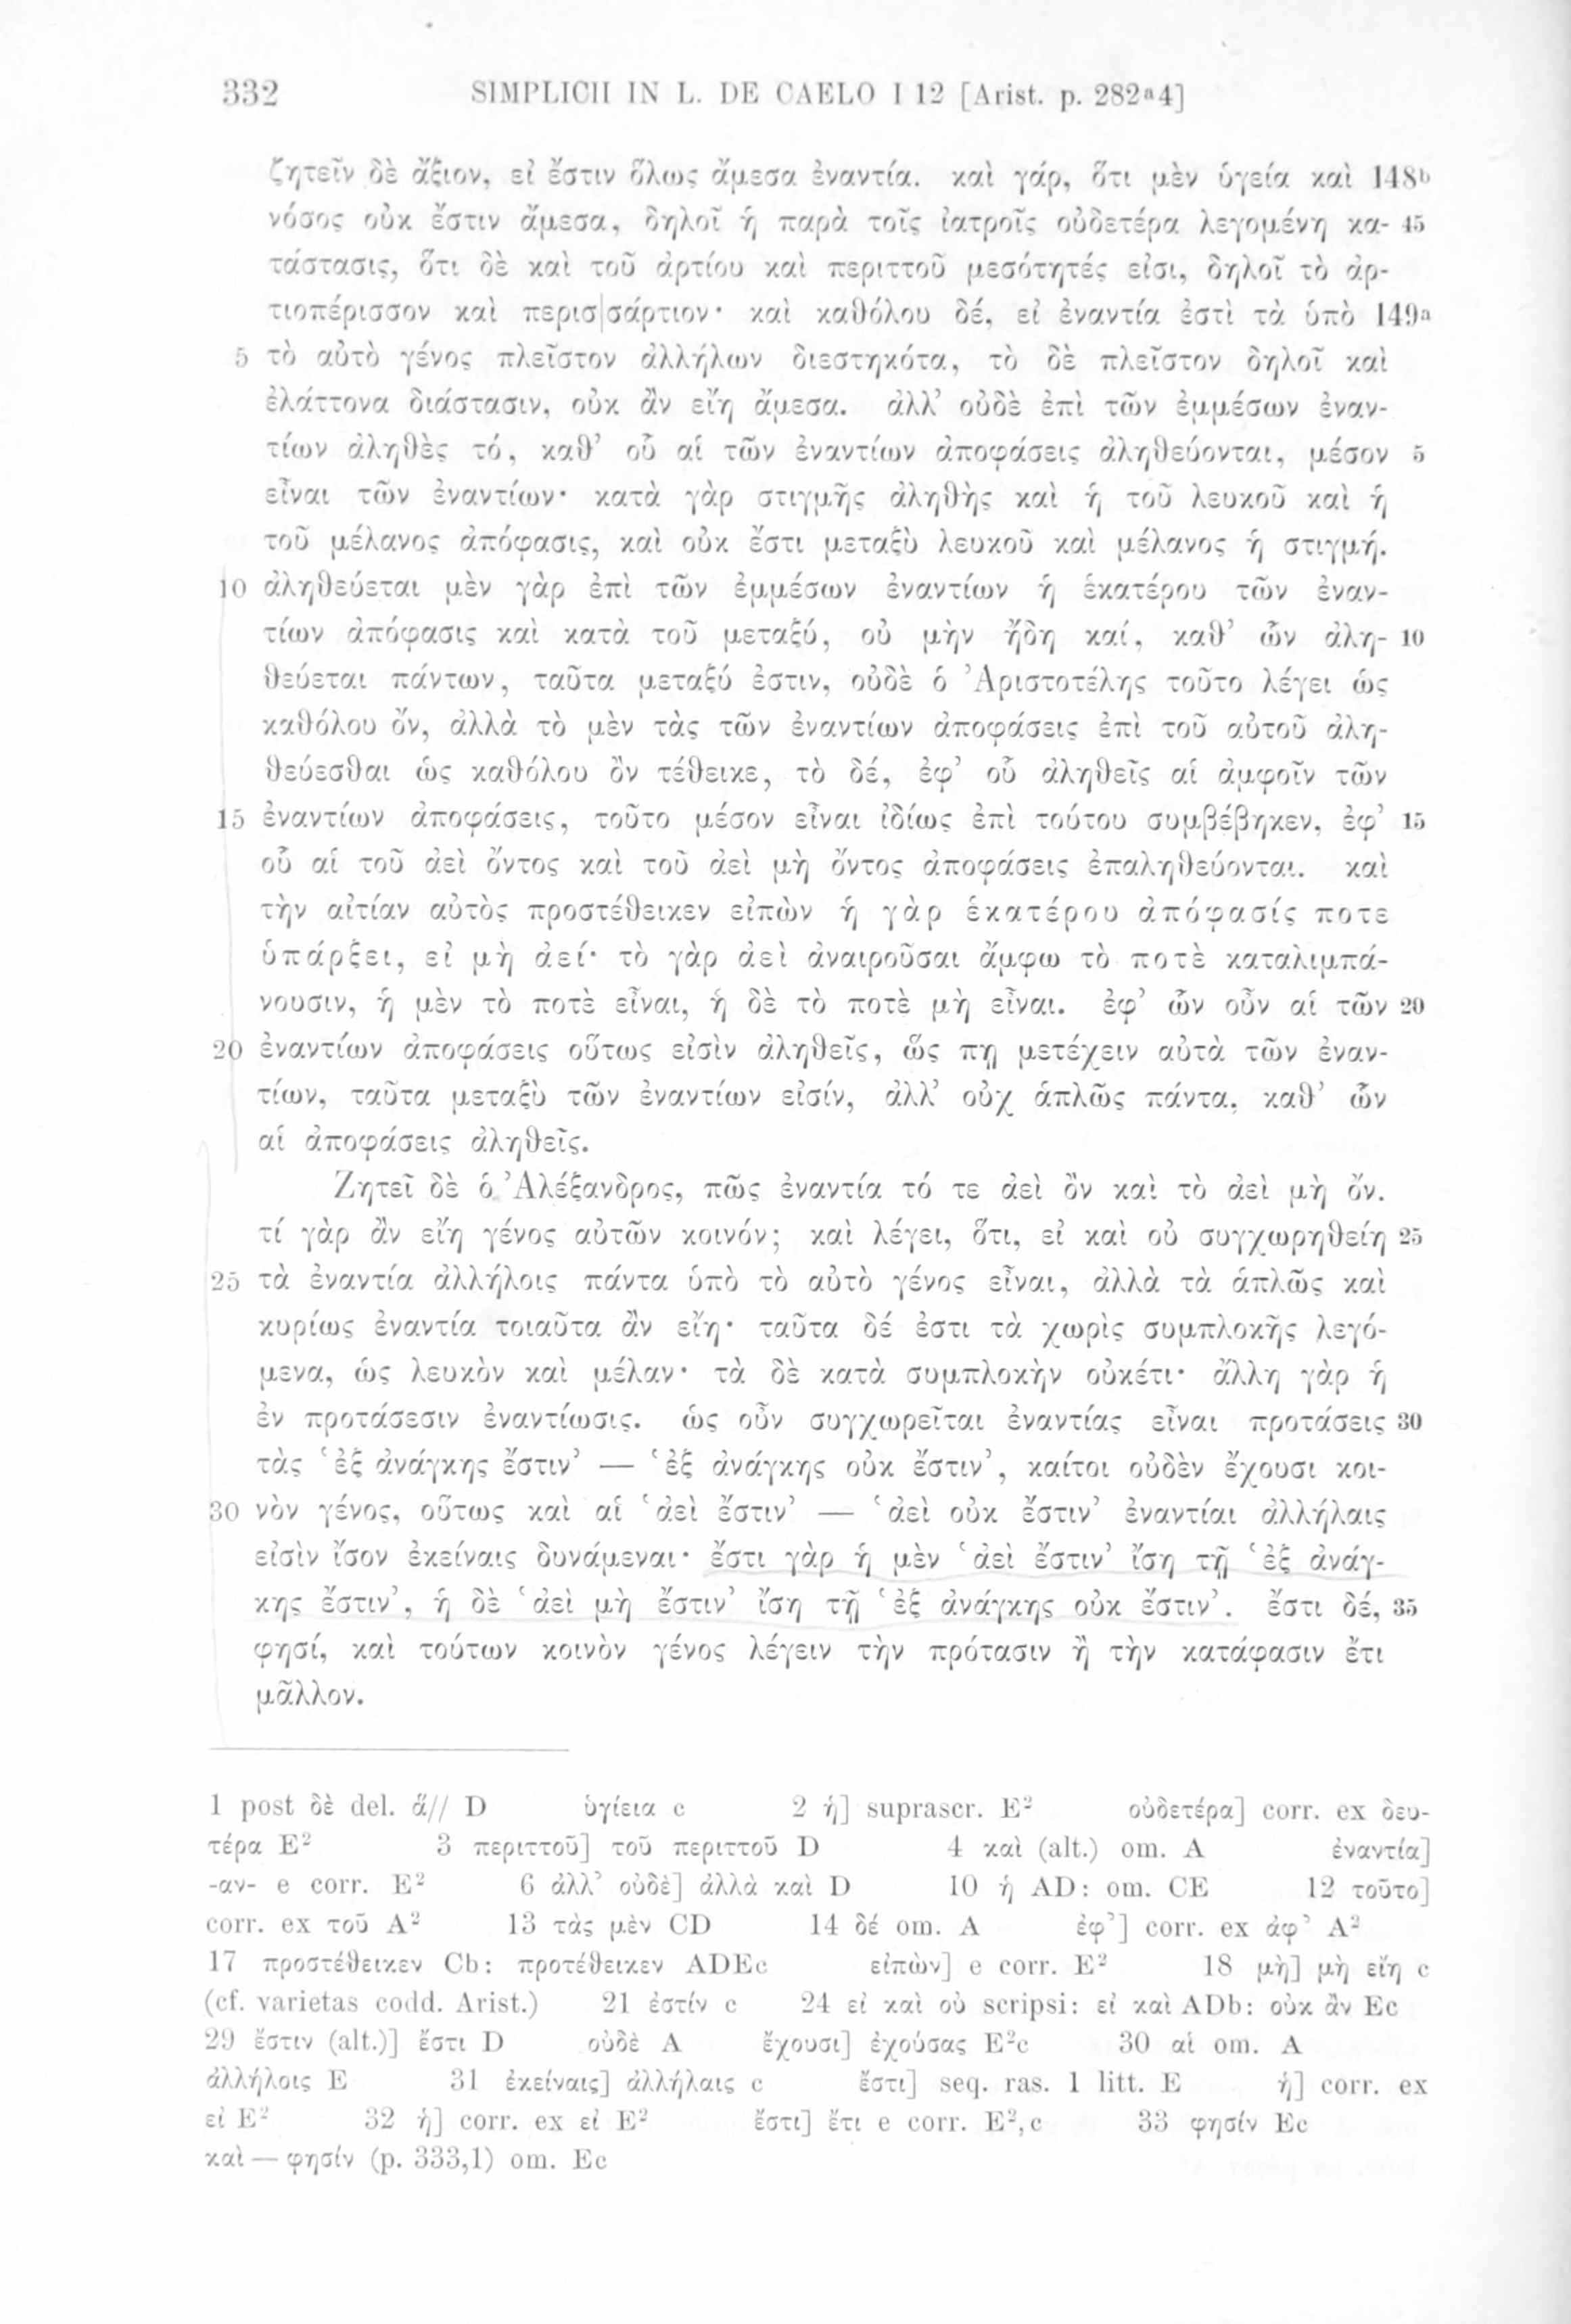 332 SIMPLICII IN L. DE CAELO I 12 [Arist. p. 282ᵃ4]
ζητεῖν δὲ ἄξιον, εἰ ἔστιν ὅλως ἄμεσα ἐναντία. καὶ γάρ, ὅτι μὲν ὑγεία καὶ 148ᵇ
νόσος οὐκ ἔστιν ἄμεσα, δηλοῖ ἡ παρὰ τοῖς ἰατροῖς οὐδετέρα λεγομένη κα- 45
τάστασις, ὅτι δὲ καὶ τοῦ ἀρτίου καὶ περιττοῦ μεσότητές εἰσι, δηλοῖ τὸ ἀρ-
τιοπέρισσον καὶ περισ|σάρτιον· καὶ καθόλου δέ, εἰ ἐναντία ἐστὶ τὰ ὑπὸ 149ᵃ
5 τὸ αὐτὸ γένος πλεῖστον ἀλλήλων διεστηκότα, τὸ δὲ πλεῖστον δηλοῖ καὶ
ἐλάττονα διάστασιν, οὐκ ἂν εἴη ἄμεσα. ἀλλ’ οὐδὲ ἐπὶ τῶν ἐμμέσων ἐναν-
τίων ἀληθὲς τό, καθ’ οὗ αἱ τῶν ἐναντίων ἀποφάσεις ἀληθεύονται, μέσον 5
εἶναι τῶν ἐναντίων· κατὰ γὰρ στιγμῆς ἀληθὴς καὶ ἡ τοῦ λευκοῦ καὶ ἡ
τοῦ μέλανος ἀπόφασις, καὶ οὐκ ἔστι μεταξὺ λευκοῦ καὶ μέλανος ἡ στιγμή.
10 ἀληθεύεται μὲν γὰρ ἐπὶ τῶν ἐμμέσων ἐναντίων ἡ ἑκατέρου τῶν ἐναν-
τίων ἀπόφασις καὶ κατὰ τοῦ μεταξύ, οὐ μὴν ἤδη καί, καθ’ ὧν ἀλη- 10
θεύεται πάντων, ταῦτα μεταξύ ἐστιν, οὐδὲ ὁ Ἀριστοτέλης τοῦτο λέγει ὡς
καθόλου ὄν, ἀλλὰ τὸ μὲν τὰς τῶν ἐναντίων ἀποφάσεις ἐπὶ τοῦ αὐτοῦ ἀλη-
θεύεσθαι ὡς καθόλου ὂν τέθεικε, τὸ δέ, ἐφ’ οὗ ἀληθεῖς αἱ ἀμφοῖν τῶν
15 ἐναντίων ἀποφάσεις, τοῦτο μέσον εἶναι ἰδίως ἐπὶ τούτου συμβέβηκεν, ἐφ’ 15
οὗ αἱ τοῦ ἀεὶ ὄντος καὶ τοῦ ἀεὶ μὴ ὄντος ἀποφάσεις ἐπαληθεύονται. καὶ
τὴν αἰτίαν αὐτὸς προστέθεικεν εἰπὼν ἡ γὰρ ἑκατέρου ἀπόφασίς ποτε
ὑπάρξει, εἰ μὴ ἀεί· τὸ γὰρ ἀεὶ ἀναιροῦσαι ἄμφω τὸ ποτὲ καταλιμπά-
νουσιν, ἡ μὲν τὸ ποτὲ εἶναι, ἡ δὲ τὸ ποτὲ μὴ εἶναι. ἐφ’ ὧν οὖν αἱ τῶν 20
20 ἐναντίων ἀποφάσεις οὕτως εἰσὶν ἀληθεῖς, ὥς πῃ μετέχειν αὐτὰ τῶν ἐναν-
τίων, ταῦτα μεταξὺ τῶν ἐναντίων εἰσίν, ἀλλ’ οὐχ ἁπλῶς πάντα, καθ’ ὧν
αἱ ἀποφάσεις ἀληθεῖς.
Ζητεῖ δὲ ὁ Ἀλέξανδρος, πῶς ἐναντία τό τε ἀεὶ ὂν καὶ τὸ ἀεὶ μὴ ὄν.
τί γὰρ ἂν εἴη γένος αὐτῶν κοινόν; καὶ λέγει, ὅτι, εἰ καὶ οὐ συγχωρηθείη 25
25 τὰ ἐναντία ἀλλήλοις πάντα ὑπὸ τὸ αὐτὸ γένος εἶναι, ἀλλὰ τὰ ἁπλῶς καὶ
κυρίως ἐναντία τοιαῦτα ἂν εἴη· ταῦτα δέ ἐστι τὰ χωρὶς συμπλοκῆς λεγό-
μενα, ὡς λευκὸν καὶ μέλαν· τὰ δὲ κατὰ συμπλοκὴν οὐκέτι· ἄλλη γὰρ ἡ
ἐν προτάσεσιν ἐναντίωσις. ὡς οὖν συγχωρεῖται ἐναντίας εἶναι προτάσεις 30
τὰς ‘ἐξ ἀνάγκης ἔστιν’ — ‘ἐξ ἀνάγκης οὐκ ἔστιν’, καίτοι οὐδὲν ἔχουσι κοι-
30 νὸν γένος, οὕτως καὶ αἱ ‘ἀεὶ ἔστιν’ — ‘ἀεὶ οὐκ ἔστιν’ ἐναντίαι ἀλλήλαις
εἰσὶν ἴσον ἐκείναις δυνάμεναι· ἔστι γὰρ ἡ μὲν ‘ἀεὶ ἔστιν’ ἴση τῇ ‘ἐξ ἀνάγ-
κης ἔστιν’, ἡ δὲ ‘ἀεὶ μὴ ἔστιν’ ἴση τῇ ‘ἐξ ἀνάγκης οὐκ ἔστιν’. ἔστι δέ, 35
φησί, καὶ τούτων κοινὸν γένος λέγειν τὴν πρότασιν ἢ τὴν κατάφασιν ἔτι
μᾶλλον.
1 post δὲ del. ἄ// D ὑγίεια c 2 ἡ] suprascr. E² οὐδετέρα] corr. ex δευ-
τέρα E² 3 περιττοῦ] τοῦ περιττοῦ D 4 καὶ (alt.) om. A ἐναντία]
-αν- e corr. E² 6 ἀλλ’ οὐδὲ] ἀλλὰ καὶ D 10 ἡ AD: om. CE 12 τοῦτο]
corr. ex τοῦ A² 13 τὰς μὲν CD 14 δέ om. A ἐφ’] corr. ex ἀφ’ A²
17 προστέθεικεν Cb: προτέθεικεν ADEc εἰπὼν] e corr. E² 18 μὴ] μὴ εἴη c
(cf. varietas codd. Arist.) 21 ἐστίν c 24 εἰ καὶ οὐ scripsi: εἰ καὶ ADb: οὐκ ἂν Ec
29 ἔστιν (alt.)] ἔστι D οὐδὲ A ἔχουσι] ἐχούσας E²c 30 αἱ om. A
ἀλλήλοις E 31 ἐκείναις] ἀλλήλαις c ἔστι] seq. ras. 1 litt. E ἡ] corr. ex
εἰ E² 32 ἡ] corr. ex εἰ E² ἔστι] ἔτι e corr. E²,c 33 φησίν Ec
καὶ — φησίν (p. 333,1) om. Ec